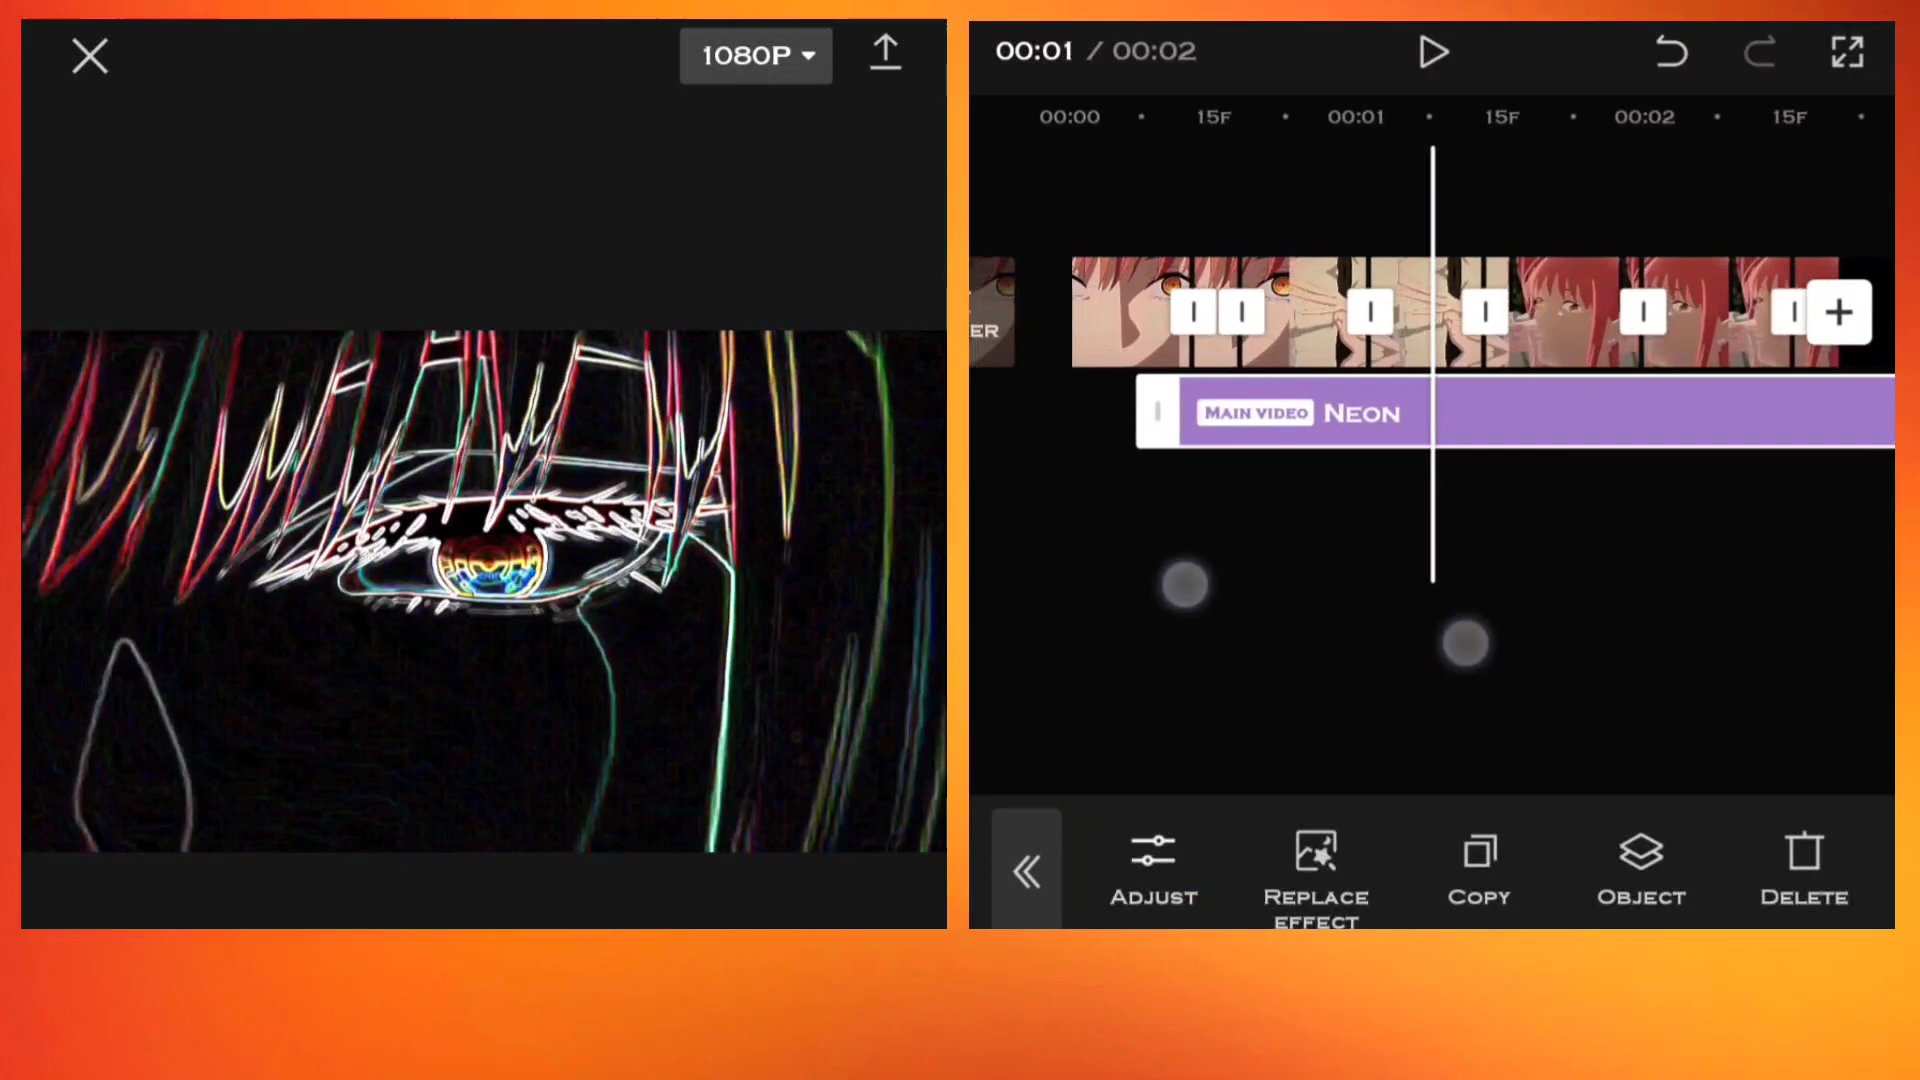 1080P
00:01 / 00:02
00:00 15F 00:01 15F 00:02 15F
ER
MAIN VIDEO NEON
ADJUST
REPLACE
EFFECT
COPY
OBJECT
DELETE